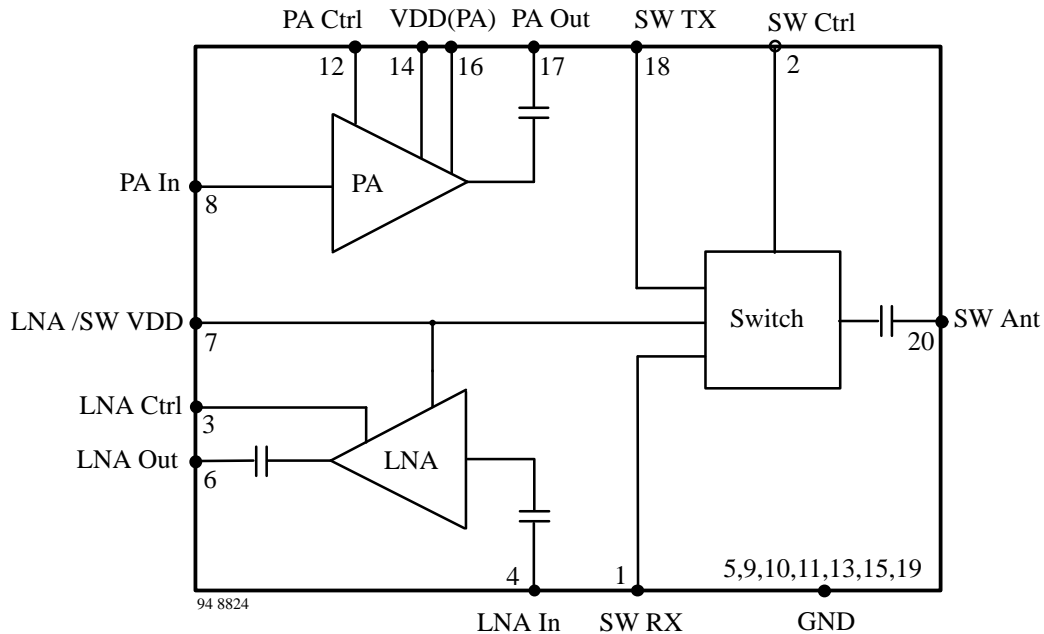 PA Ctrl VDD(PA) PA Out SW TX SW Ctrl
12 14 16 17 18 2
PA In
8
PA
LNA /SW VDD
7
Switch
SW Ant
20
LNA Ctrl
3
LNA Out
6
LNA
4 1 5,9,10,11,13,15,19
94 8824
LNA In SW RX GND